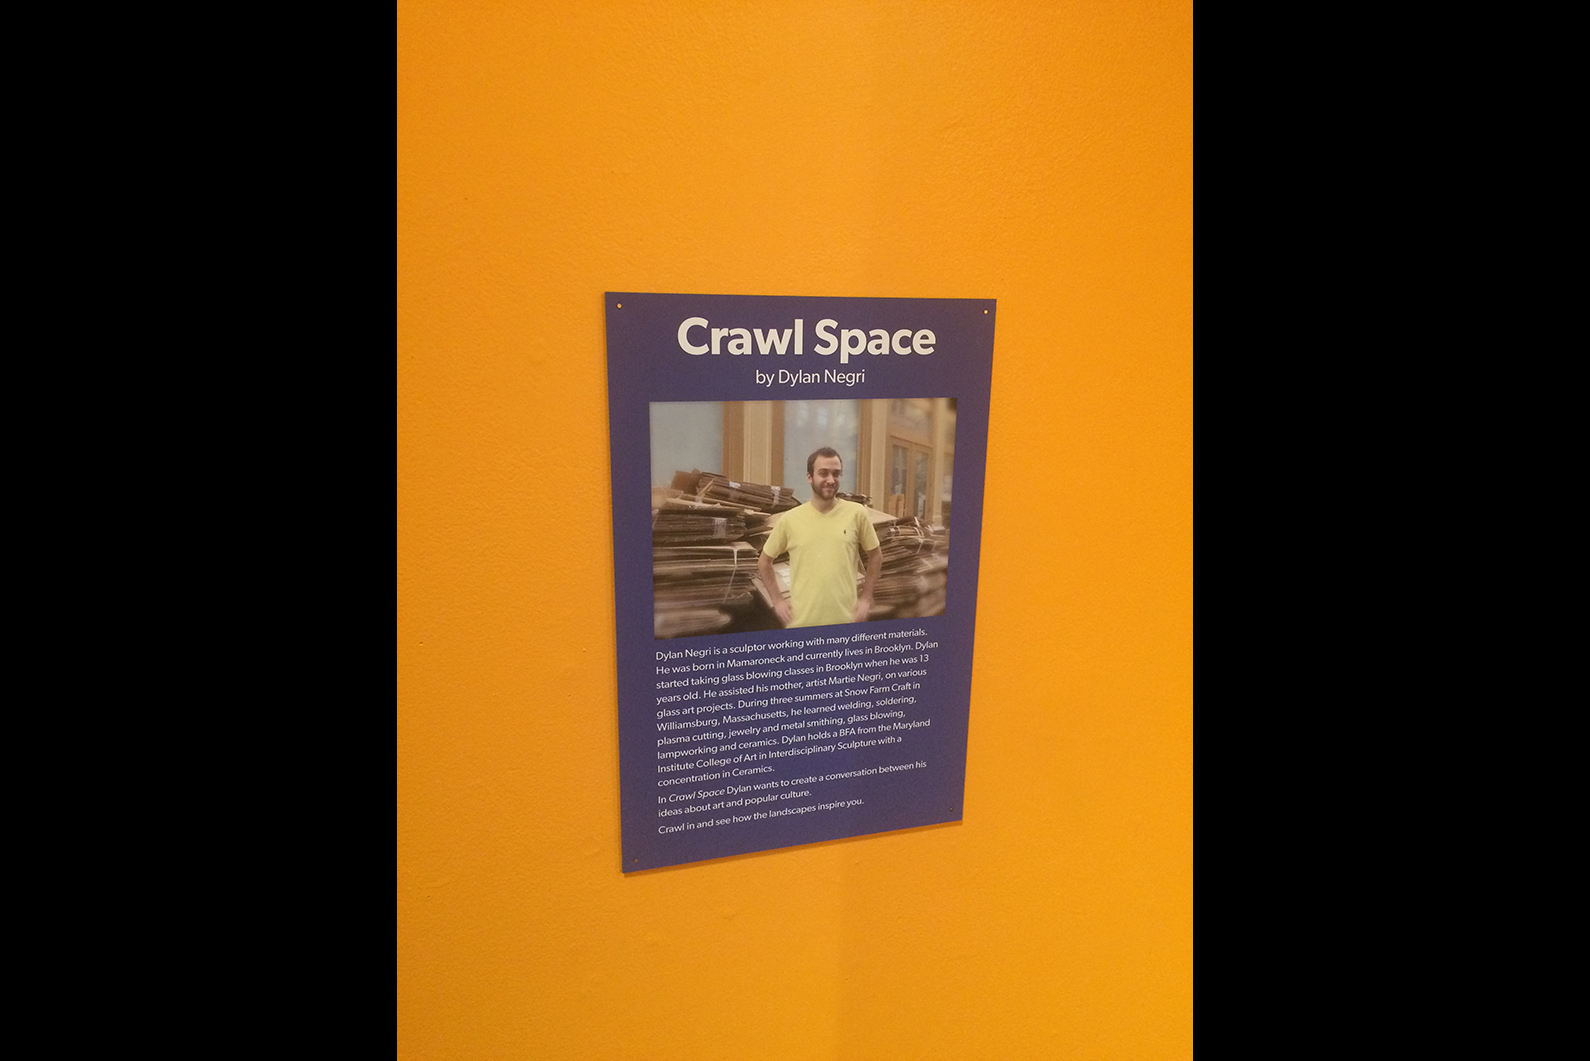 Crawl Space
by Dylan Negri
Dylan Negri is a sculptor working with many different materials.
He was born in Mamaroneck and currently lives in Brooklyn. Dylan
started taking glass blowing classes in Brooklyn when he was 13
years old. He assisted his mother, artist Martie Negri, on various
glass art projects. During three summers at Snow Farm Craft in
Williamsburg, Massachusetts, he learned welding, soldering,
plasma cutting, jewelry and metal smithing, glass blowing,
lampworking and ceramics. Dylan holds a BFA from the Maryland
Institute College of Art in Interdisciplinary Sculpture with a
concentration in Ceramics.
In Crawl Space Dylan wants to create a conversation between his
ideas about art and popular culture.
Crawl in and see how the landscapes inspire you.